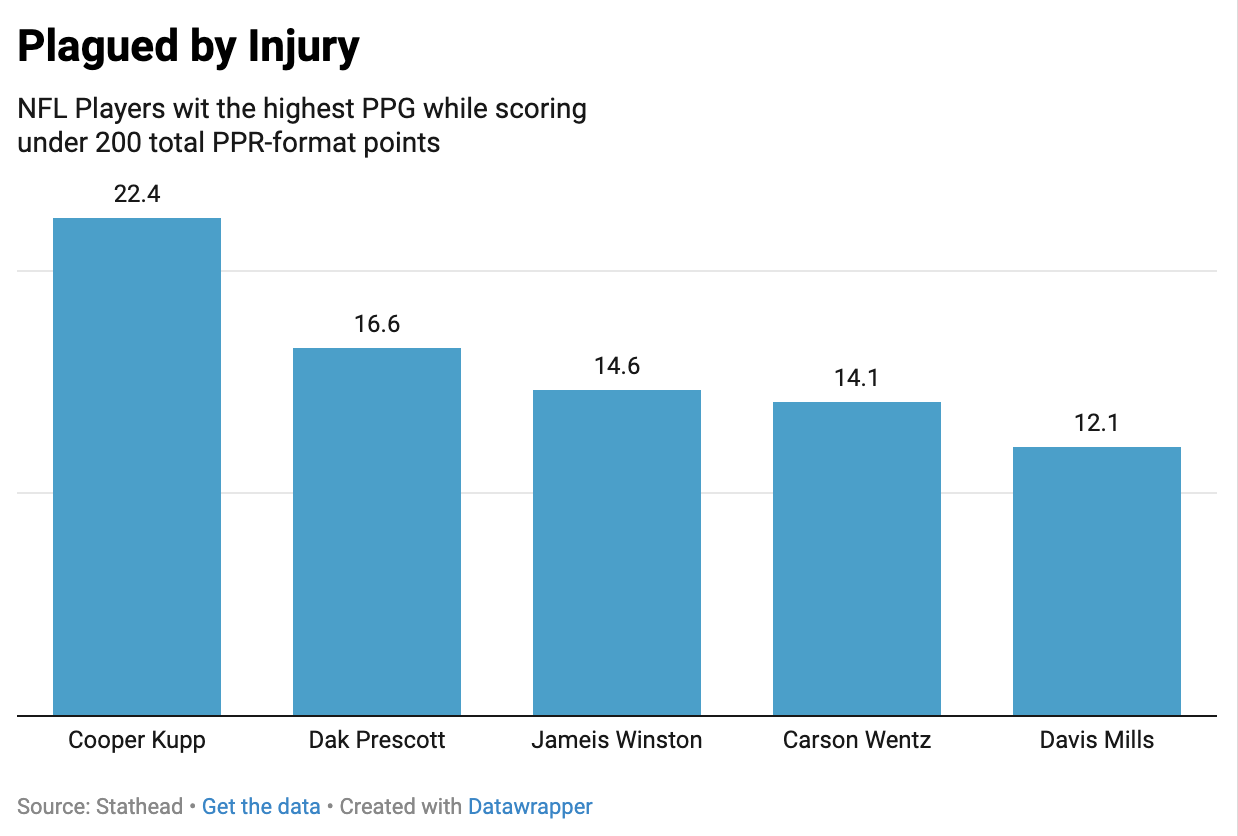 Plagued by Injury
NFL Players wit the highest PPG while scoring
under 200 total PPR-format points
22.4
16.6
14.6
14.1
12.1
Cooper Kupp
Dak Prescott
Jameis Winston
Carson Wentz
Davis Mills
Source: Stathead • Get the data • Created with Datawrapper